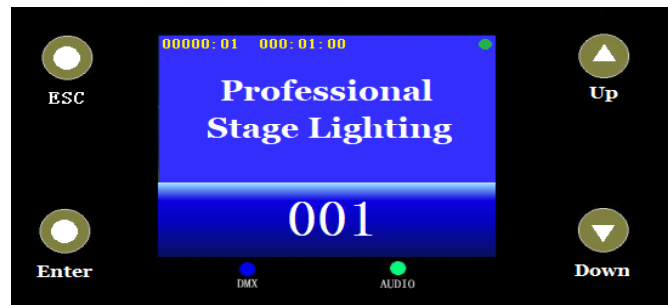 00000:01 000:01:00
ESC
Professional
Stage Lighting
Up
001
Enter
DMX
AUDIO
Down